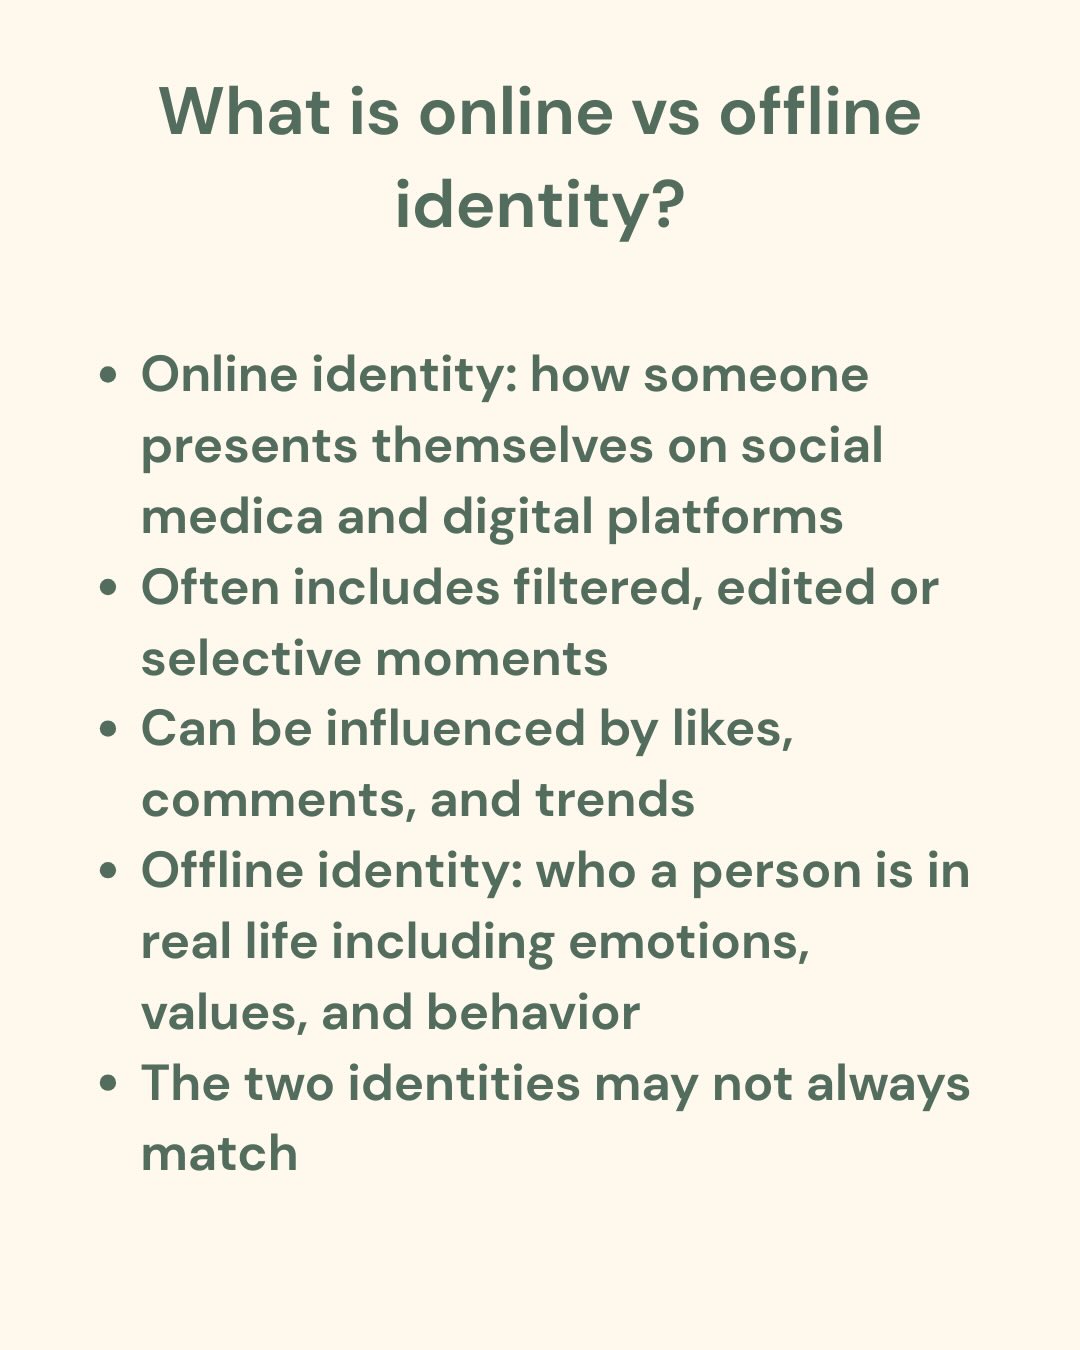 What is online vs offline
identity?
• Online identity: how someone
presents themselves on social
medica and digital platforms
• Often includes filtered, edited or
selective moments
• Can be influenced by likes,
comments, and trends
• Offline identity: who a person is in
real life including emotions,
values, and behavior
• The two identities may not always
match